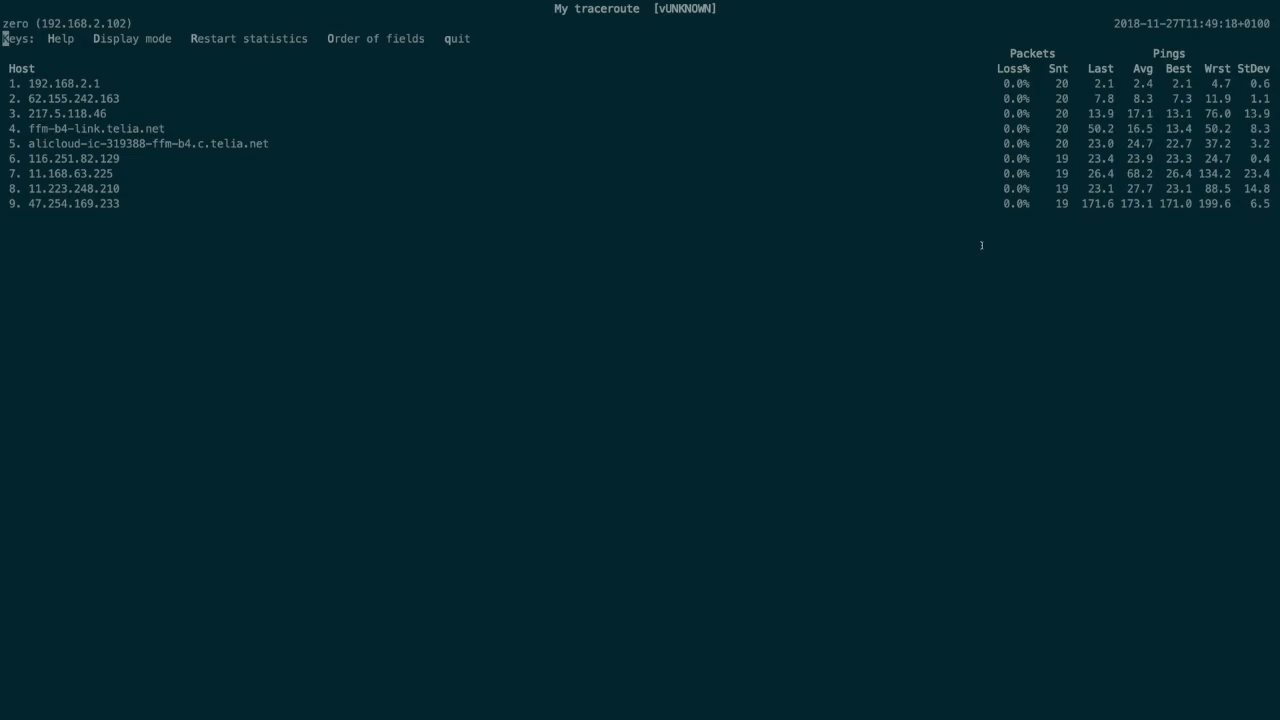 My traceroute [vUNKNOWN]
zero (192.168.2.102) 2018-11-27T11:49:18+0100
Keys: Help Display mode Restart statistics Order of fields quit
Packets Pings
Host Loss% Snt Last Avg Best Wrst StDev
1. 192.168.2.1 0.0% 20 2.1 2.4 2.1 4.7 0.6
2. 62.155.242.163 0.0% 20 7.8 8.3 7.3 11.9 1.1
3. 217.5.118.46 0.0% 20 13.9 17.1 13.1 76.0 13.9
4. ffm-b4-link.telia.net 0.0% 20 50.2 16.5 13.4 50.2 8.3
5. alicloud-ic-319388-ffm-b4.c.telia.net 0.0% 20 23.0 24.7 22.7 37.2 3.2
6. 116.251.82.129 0.0% 19 23.4 23.9 23.3 24.7 0.4
7. 11.168.63.225 0.0% 19 26.4 68.2 26.4 134.2 23.4
8. 11.223.248.210 0.0% 19 23.1 27.7 23.1 88.5 14.8
9. 47.254.169.233 0.0% 19 171.6 173.1 171.0 199.6 6.5